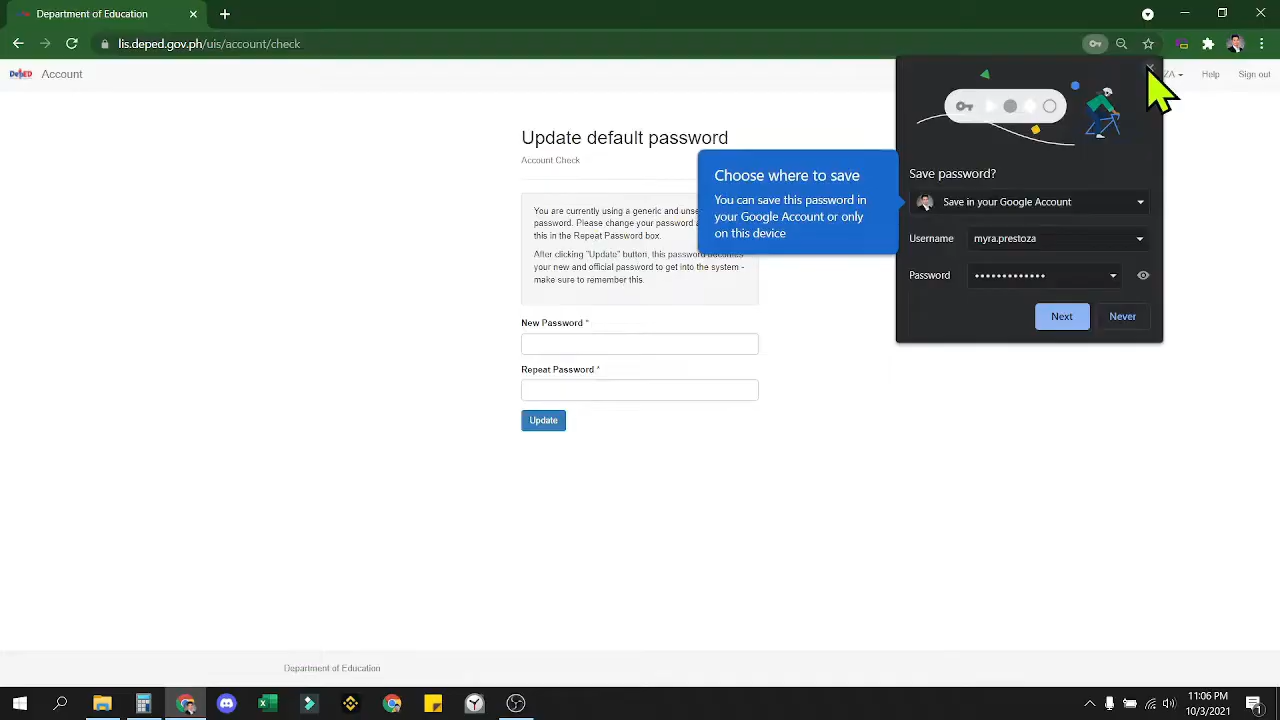 Department of Education
lis.deped.gov.ph/uis/account/check
DepED
Account
ZA
Help
Sign out
Update default password
Account Check
You are currently using a generic and unse
password. Please change your password a
this in the Repeat Password box.
After clicking "Update" button, this password becomes
your new and official password to get into the system -
make sure to remember this.
New Password *
Repeat Password *
Update
Choose where to save
You can save this password in
your Google Account or only
on this device
Save password?
Save in your Google Account
Username
myra.prestoza
Password
•••••••••••••
Next
Never
Department of Education
11:06 PM
10/3/2021